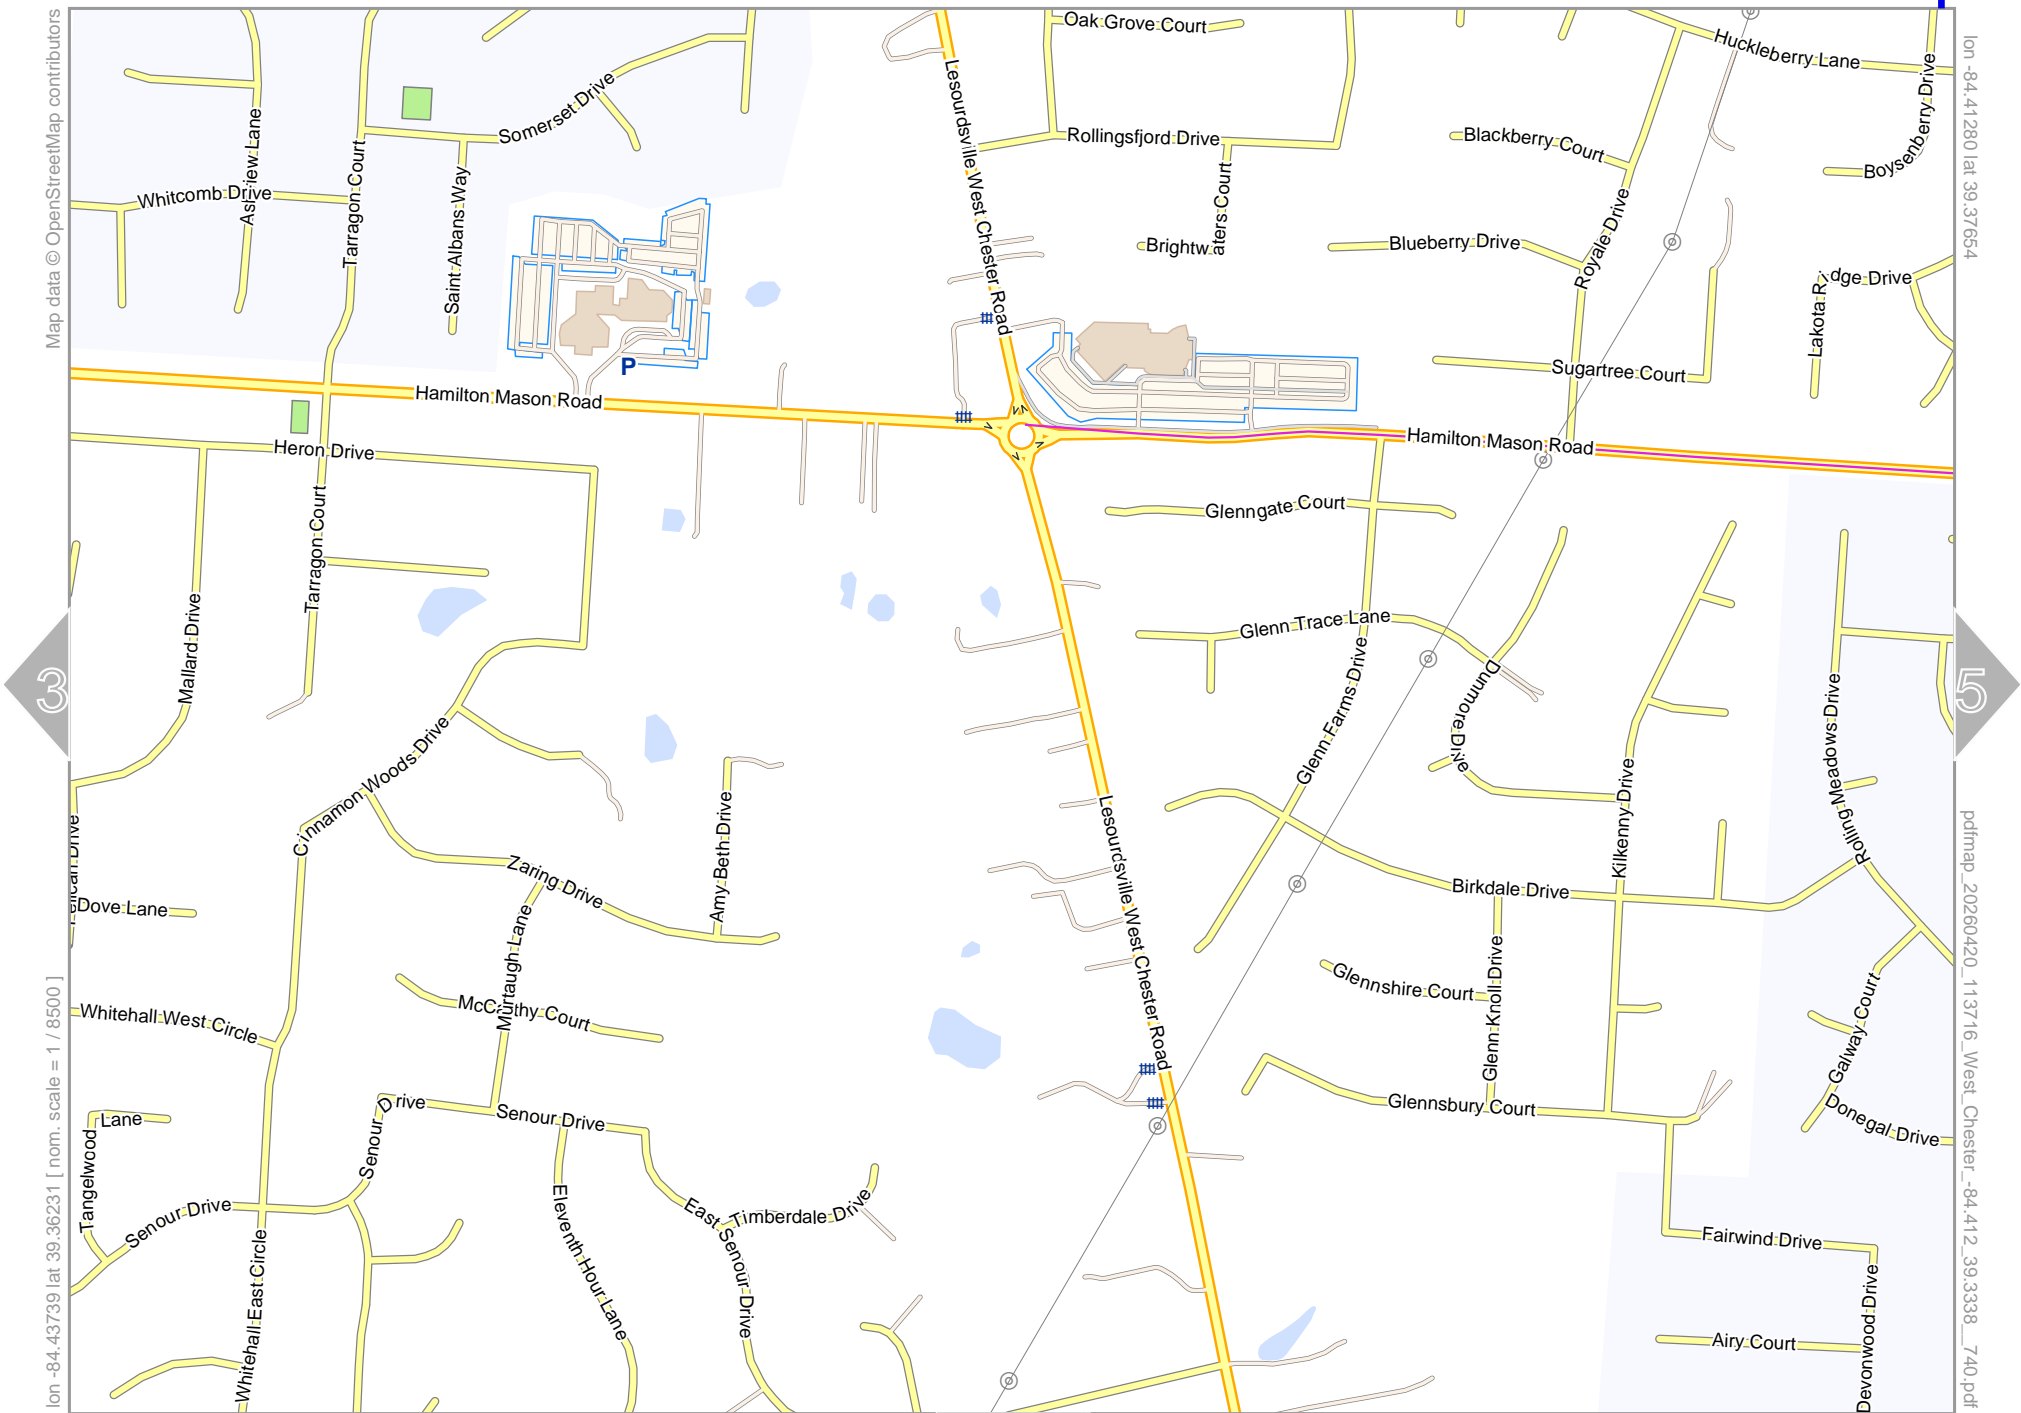 Oak Grove Court
Huckleberry Lane
Lesourdsville West Chester Road
Somerset Drive
Rollingsfjord Drive
Blackberry Court
Boysenberry Drive
Whitcomb Drive
Tarragon Court
Saint Albans Way
Royale Drive
Blueberry Drive
Lakota Ridge Drive
P
Sugartree Court
Hamilton Mason Road
Hamilton Mason Road
Heron Drive
Tarragon Court
Glenngate Court
Mallard Drive
Glenn Trace Lane
Glenn Farms Drive
Dunmore Drive
Rolling Meadows Drive
3
5
Cinnamon Woods Drive
Amy Beth Drive
Kilkenny Drive
Lesourdsville West Chester Road
Zaring Drive
Birkdale Drive
Dove Lane
Murtaugh Lane
McCarthy Court
Whitehall West Circle
Glennshire Court
Glenn Knoll Drive
Galway Court
Senour Drive
Senour Drive
Glennsbury Court
Donegal Drive
Tangelwood Lane
Senour Drive
Whitehall East Circle
Eleventh Hour Lane
East Senour Drive
Timberdale Drive
Fairwind Drive
Devonwood Drive
Airy Court
Map data © OpenStreetMap contributors
lon -84.43739 lat 39.36231 [ nom. scale = 1 / 8500 ]
lon -84.41280 lat 39.37654
pdfmap_20260420_113716_West_Chester_-84.412_39.33338__740.pdf